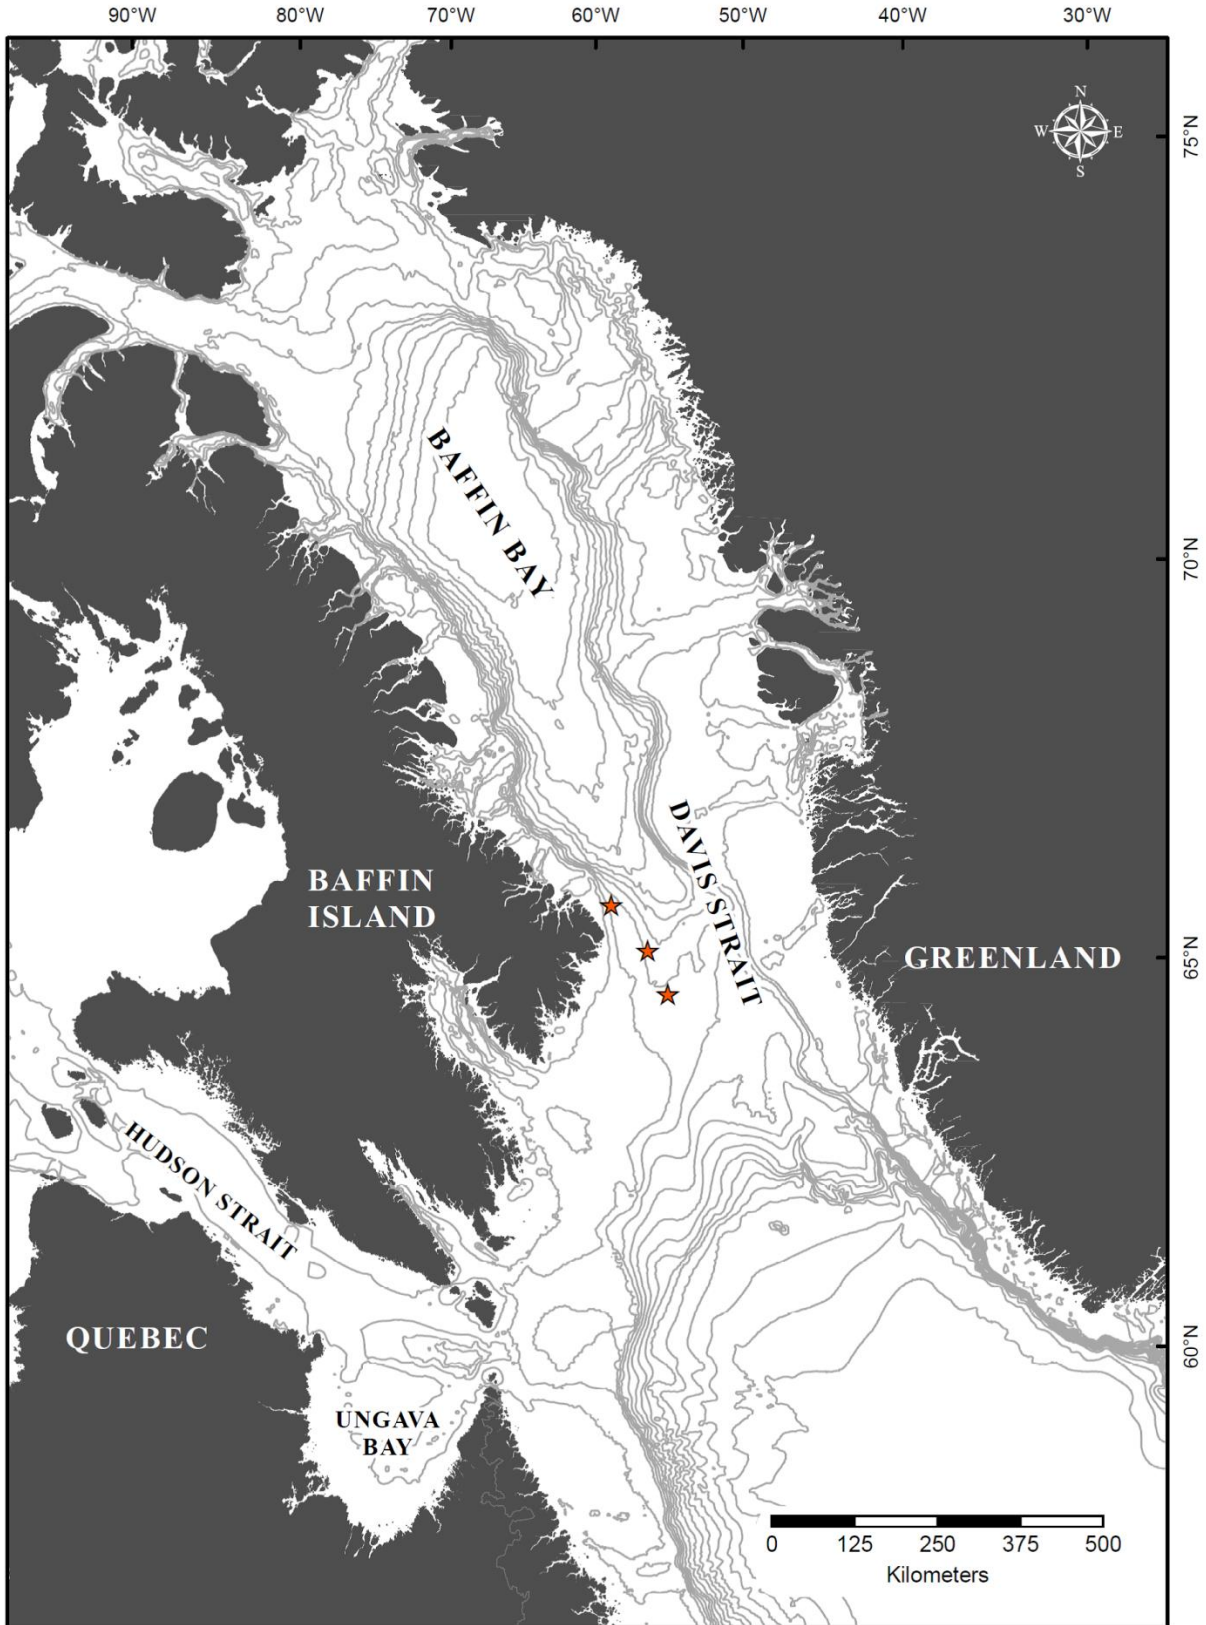 90°W 80°W 70°W 60°W 50°W 40°W 30°W
N
W E
S
75°N
BAFFIN BAY
70°N
DAVIS STRAIT
BAFFIN
ISLAND
GREENLAND
65°N
HUDSON STRAIT
QUEBEC
60°N
UNGAVA
BAY
0 125 250 375 500
Kilometers